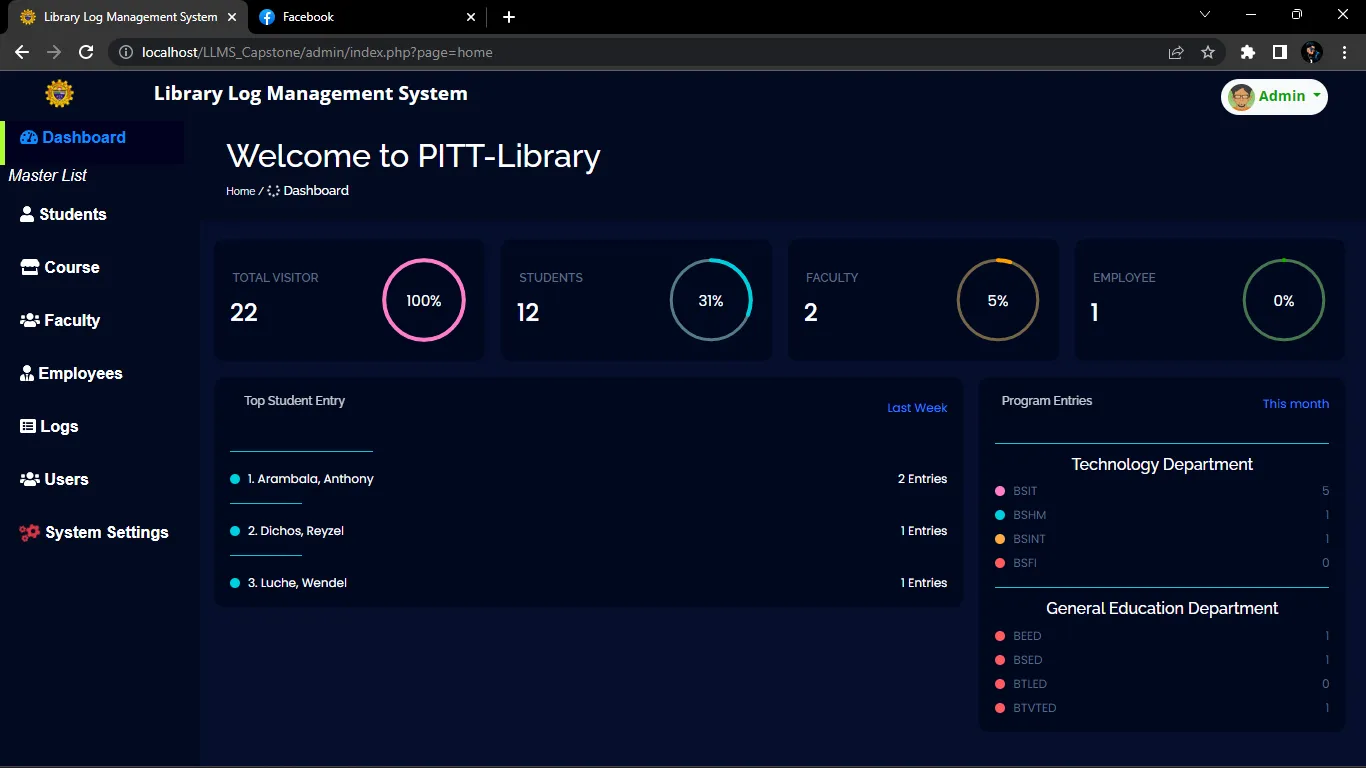 Library Log Management System
Facebook
localhost/LLMS_Capstone/admin/index.php?page=home
Library Log Management System
Admin
Dashboard
Master List
Students
Course
Faculty
Employees
Logs
Users
System Settings
Welcome to PITT-Library
Home / Dashboard
TOTAL VISITOR
22
100%
STUDENTS
12
31%
FACULTY
2
5%
EMPLOYEE
1
0%
Top Student Entry
Last Week
1. Arambala, Anthony 2 Entries
2. Dichos, Reyzel 1 Entries
3. Luche, Wendel 1 Entries
Program Entries
This month
Technology Department
BSIT 5
BSHM 1
BSINT 1
BSFI 0
General Education Department
BEED 1
BSED 1
BTLED 0
BTVTED 1